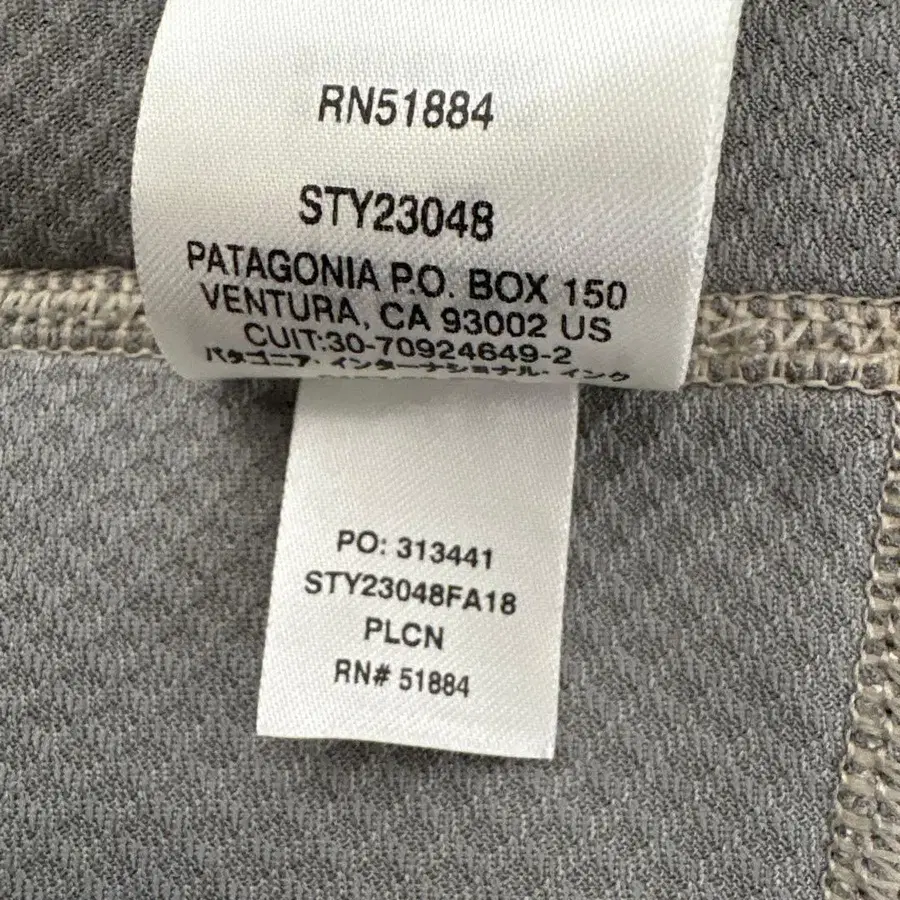 RN51884
STY23048
PATAGONIA P.O. BOX 150
VENTURA, CA 93002 US
CUIT:30-70924649-2
パタゴニア・インターナショナル・インク
PO: 313441
STY23048FA18
PLCN
RN# 51884